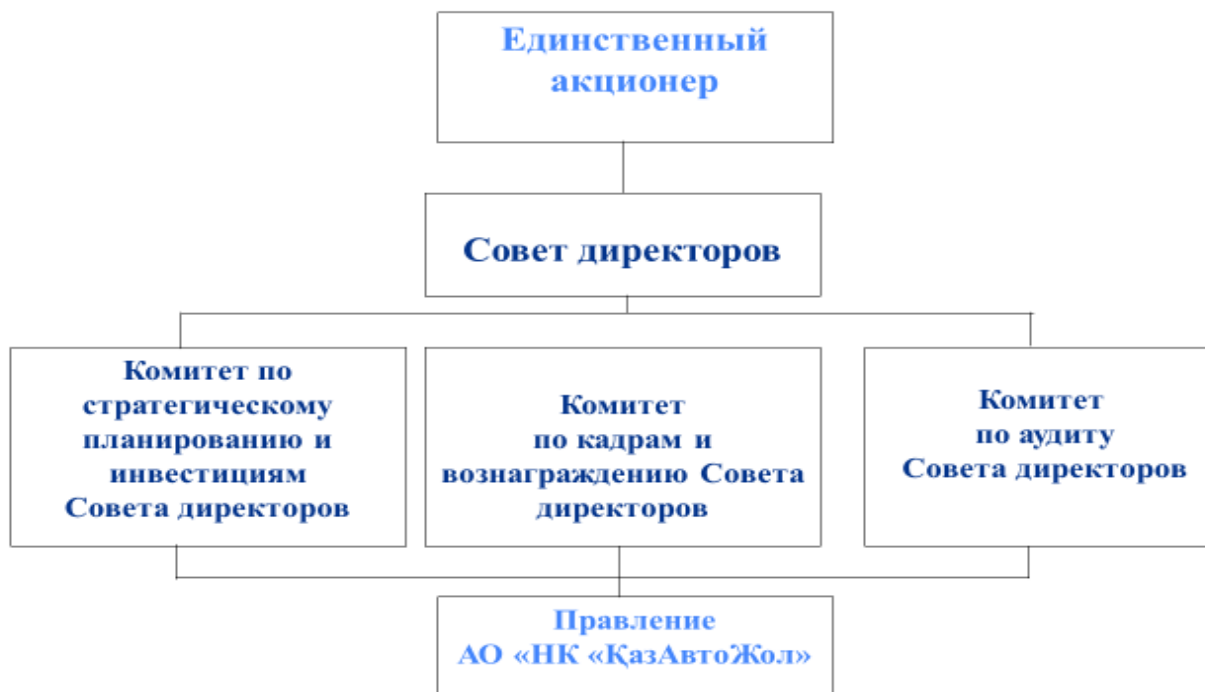 Единственный
акционер
Совет директоров
Комитет по
стратегическому
планированию и
инвестициям
Совета директоров
Комитет
по кадрам и
вознаграждению Совета
директоров
Комитет
по аудиту
Совета директоров
Правление
АО «НК «ҚазАвтоЖол»